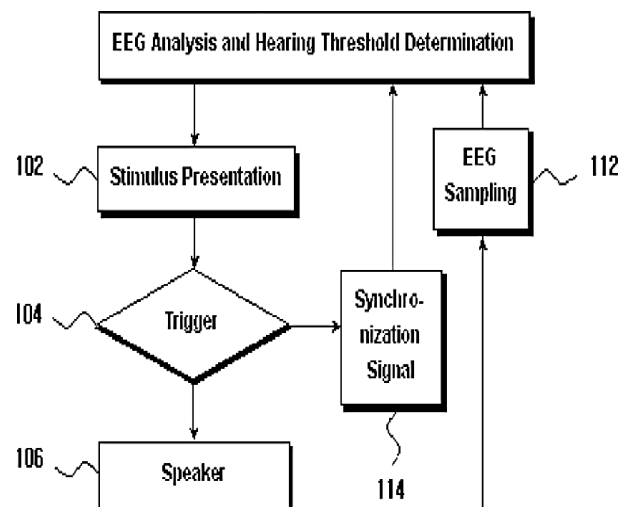 EEG Analysis and Hearing Threshold Determination
102
Stimulus Presentation
EEG
Sampling
112
104
Trigger
Synchro-
nization
Signal
106
Speaker
114